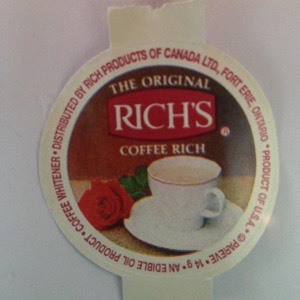 THE ORIGINAL
RICH'S ®
COFFEE RICH
• DISTRIBUTED BY RICH PRODUCTS OF CANADA LTD., FORT ERIE, ONTARIO • PRODUCT OF U.S.A. • Ⓤ PAREVE • 14 g • AN EDIBLE OIL PRODUCT • COFFEE WHITENER